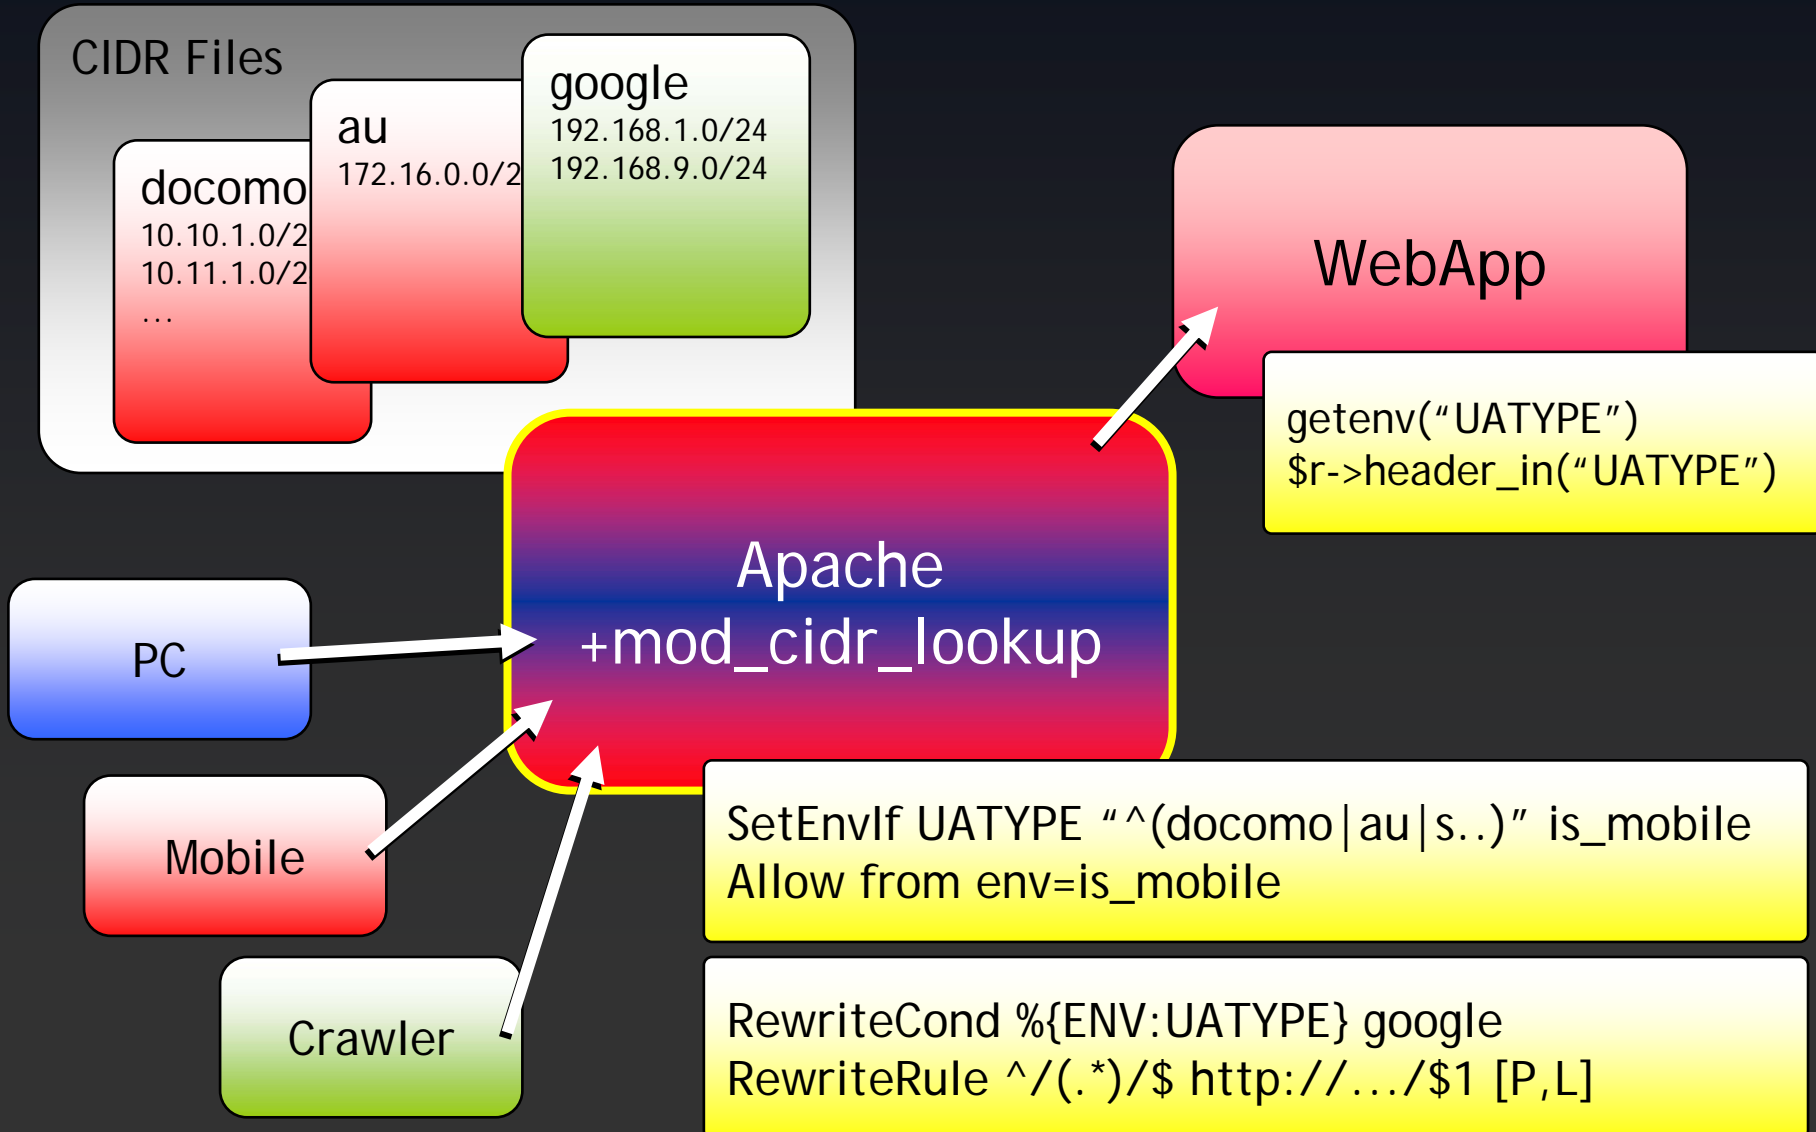 CIDR Files
docomo
10.10.1.0/2
10.11.1.0/2
...
au
172.16.0.0/2
google
192.168.1.0/24
192.168.9.0/24
WebApp
getenv(“UATYPE”)
$r->header_in(“UATYPE”)
Apache
+mod_cidr_lookup
PC
Mobile
Crawler
SetEnvIf UATYPE “^(docomo|au|s..)” is_mobile
Allow from env=is_mobile
RewriteCond %{ENV:UATYPE} google
RewriteRule ^/(.*)/$ http://.../$1 [P,L]